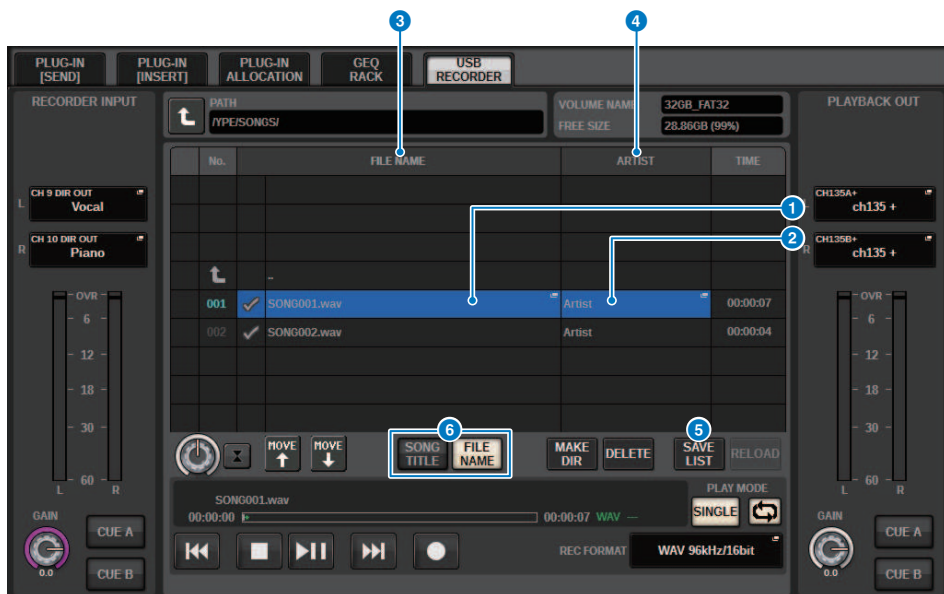 3
4
PLUG-IN [SEND]
PLUG-IN [INSERT]
PLUG-IN ALLOCATION
GEQ RACK
USB RECORDER
RECORDER INPUT
PATH
/YPE/SONGS/
VOLUME NAME
32GB_FAT32
FREE SIZE
28.86GB (99%)
PLAYBACK OUT
No.
FILE NAME
ARTIST
TIME
L
CH 9 DIR OUT
Vocal
R
CH 10 DIR OUT
Piano
1
2
CH135A+
ch135 +
R
CH135B+
ch135 +
-
001
SONG001.wav
Artist
00:00:07
002
SONG002.wav
Artist
00:00:04
OVR
6
12
18
30
60
L
R
OVR
6
12
18
30
60
L
R
6
5
MOVE
MOVE
SONG TITLE
FILE NAME
MAKE DIR
DELETE
SAVE LIST
RELOAD
SONG001.wav
00:00:00
00:00:07
WAV
---
PLAY MODE
SINGLE
REC FORMAT
WAV 96kHz/16bit
GAIN
0.0
CUE A
CUE B
GAIN
0.0
CUE A
CUE B